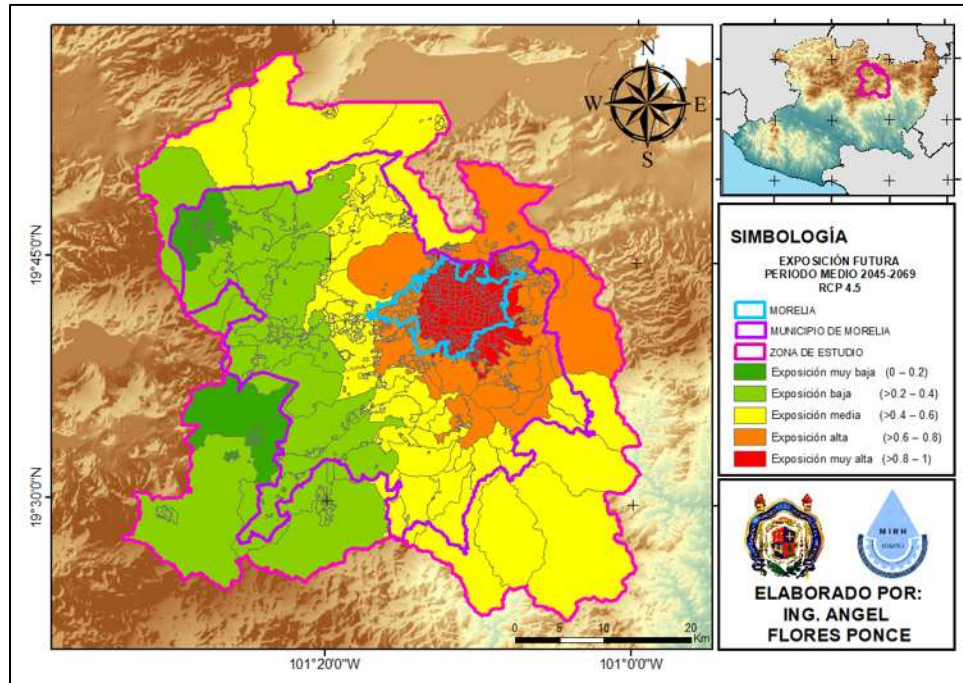 N
W
E
S
19°45'0"N
19°30'0"N
101°20'0"W
101°0'0"W
0
5
10
20
Km
SIMBOLOGÍA
EXPOSICIÓN FUTURA
PERIODO MEDIO 2045-2069
RCP 4.5
MORELIA
MUNICIPIO DE MORELIA
ZONA DE ESTUDIO
Exposición muy baja (0 – 0.2)
Exposición baja (>0.2 – 0.4)
Exposición media (>0.4 – 0.6)
Exposición alta (>0.6 – 0.8)
Exposición muy alta (>0.8 – 1)
MIRH
ELABORADO POR:
ING. ANGEL
FLORES PONCE